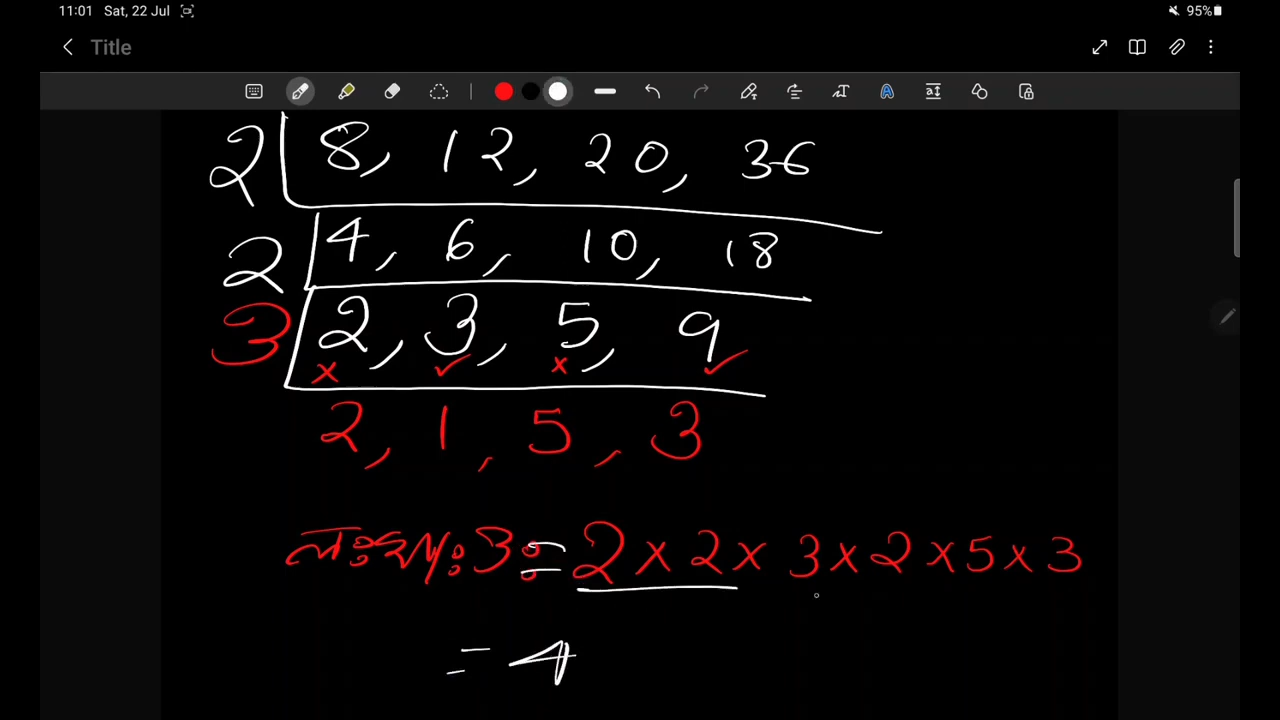 11:01 Sat, 22 Jul 95%
Title
2 8, 12, 20, 36
2 4, 6, 10, 18
3 2, 3, 5, 9
× ✓ × ✓
2, 1, 5, 3
লঃসাঃগুঃ = 2 × 2 × 3 × 2 × 5 × 3
= 4